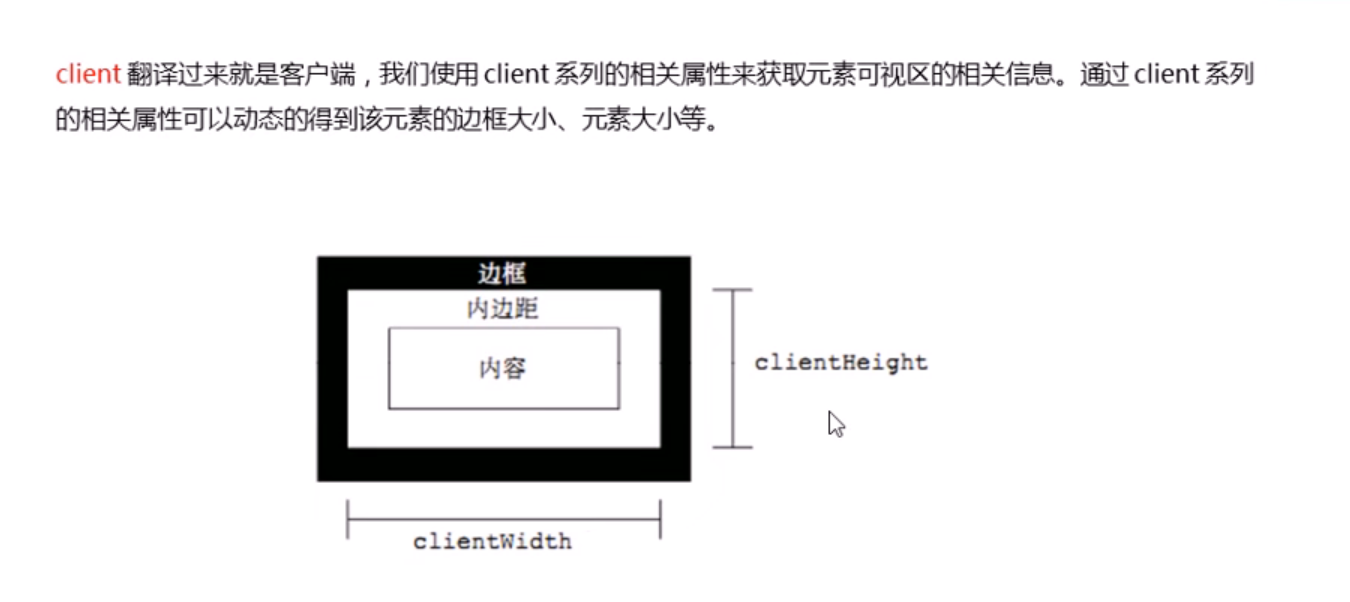 client 翻译过来就是客户端，我们使用 client 系列的相关属性来获取元素可视区的相关信息。通过 client 系列
的相关属性可以动态的得到该元素的边框大小、元素大小等。
边框
内边距
内容
clientHeight
clientWidth